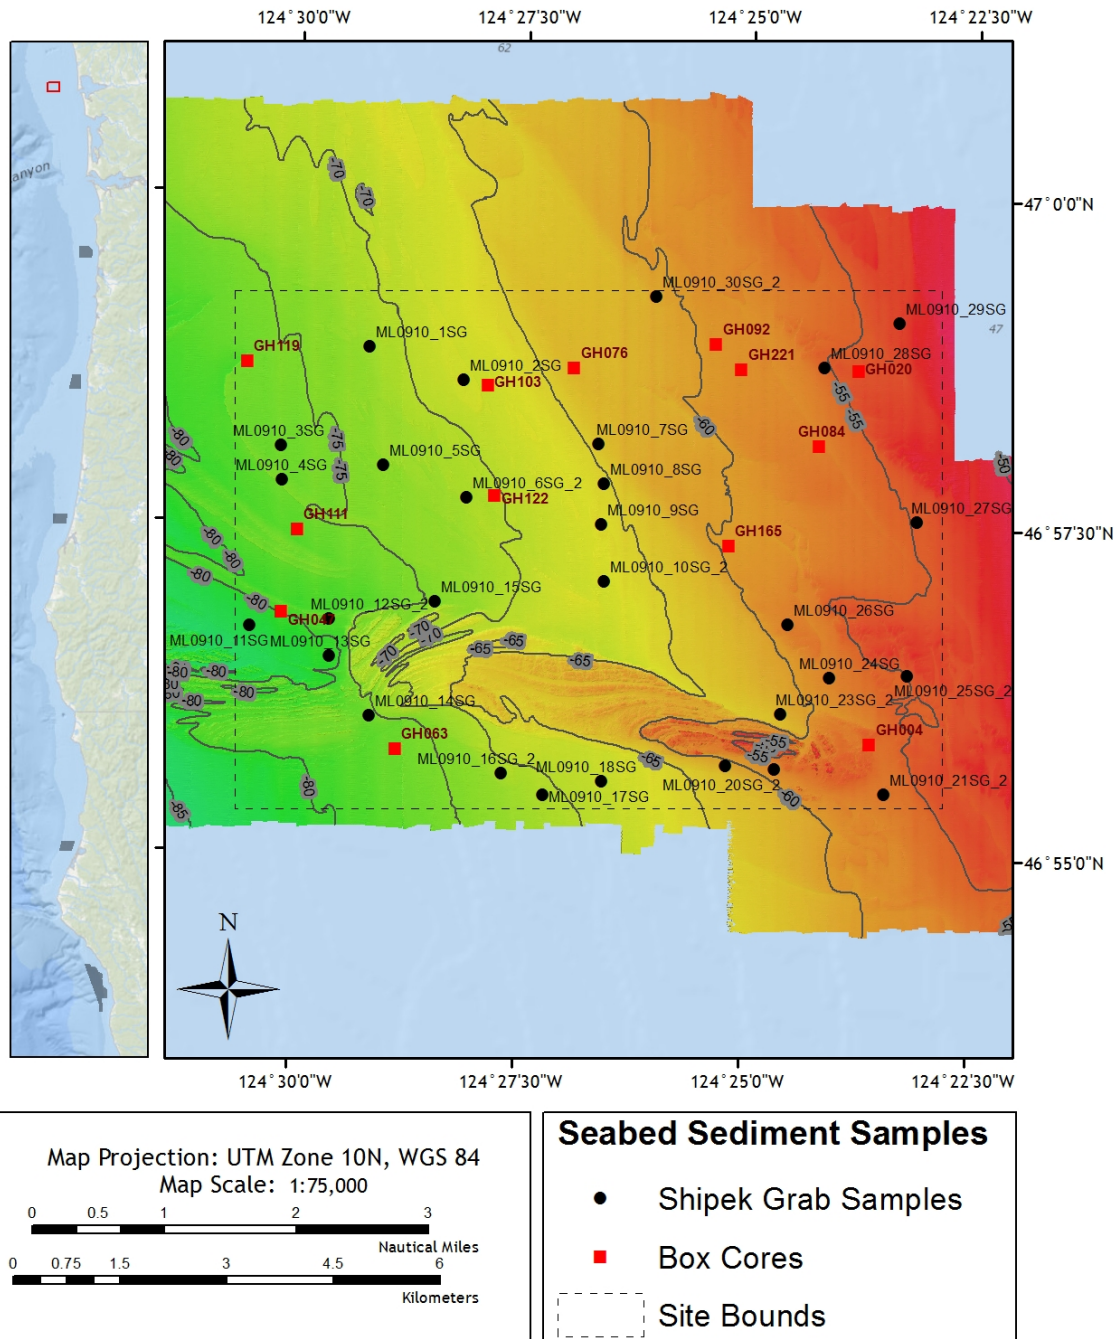 124°30'0"W
124°27'30"W
124°25'0"W
124°22'30"W
62
anyon
-70
-70
47°0'0"N
ML0910_30SG_2
ML0910_29SG
47
GH092
ML0910_1SG
GH119
GH076
GH221
ML0910_28SG
ML0910_2SG
GH020
GH103
-55
-55
-60
ML0910_3SG
-75
ML0910_7SG
GH084
-80
-80
ML0910_5SG
ML0910_4SG
-75
ML0910_8SG
-50
ML0910_6SG_2
GH122
ML0910_9SG
ML0910_27SG
GH111
46°57'30"N
-80
-80
GH165
-80
ML0910_10SG_2
ML0910_15SG
-80
ML0910_12SG_2
GH047
ML0910_26SG
-70
-70
ML0910_11SG
ML0910_13SG
-65
-65
-70
-65
ML0910_24SG
-80
-80
-80
-80
ML0910_25SG_2
ML0910_14SG
ML0910_23SG_2
GH063
GH004
-55
-55
ML0910_16SG_2
-65
ML0910_18SG
ML0910_20SG_2
ML0910_21SG_2
-80
ML0910_17SG
-60
-85
46°55'0"N
N
124°30'0"W
124°27'30"W
124°25'0"W
124°22'30"W
Map Projection: UTM Zone 10N, WGS 84
Map Scale: 1:75,000
0 0.5 1 2 3
Nautical Miles
0 0.75 1.5 3 4.5 6
Kilometers
Seabed Sediment Samples
Shipek Grab Samples
Box Cores
Site Bounds